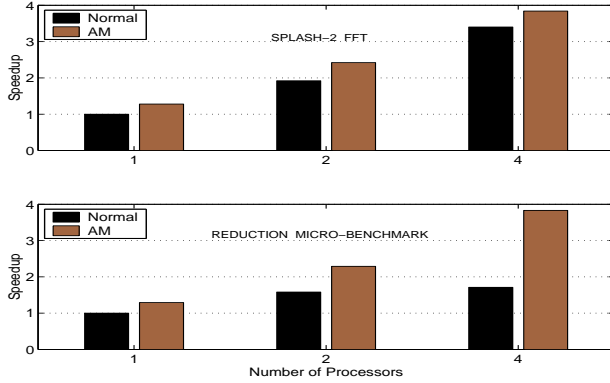 4
Normal
AM
SPLASH-2 FFT
3
Speedup
2
1
0
1 2 4
4
Normal
AM
REDUCTION MICRO-BENCHMARK
3
Speedup
2
1
0
1 2 4
Number of Processors